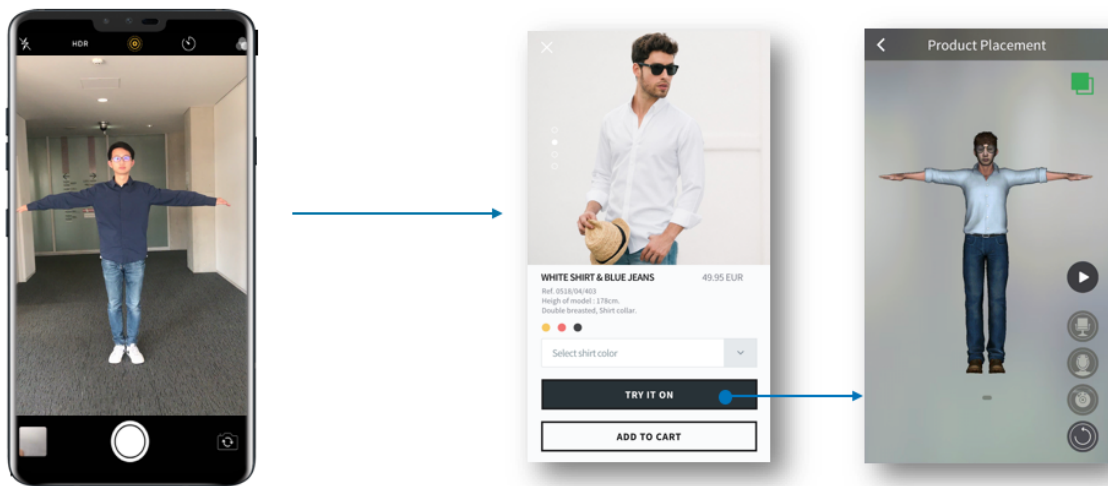 HDR
WHITE SHIRT & BLUE JEANS 49.95 EUR
Ref. 0518/04/403
Heigh of model : 178cm.
Double breasted, Shirt collar.
Select shirt color
TRY IT ON
ADD TO CART
Product Placement